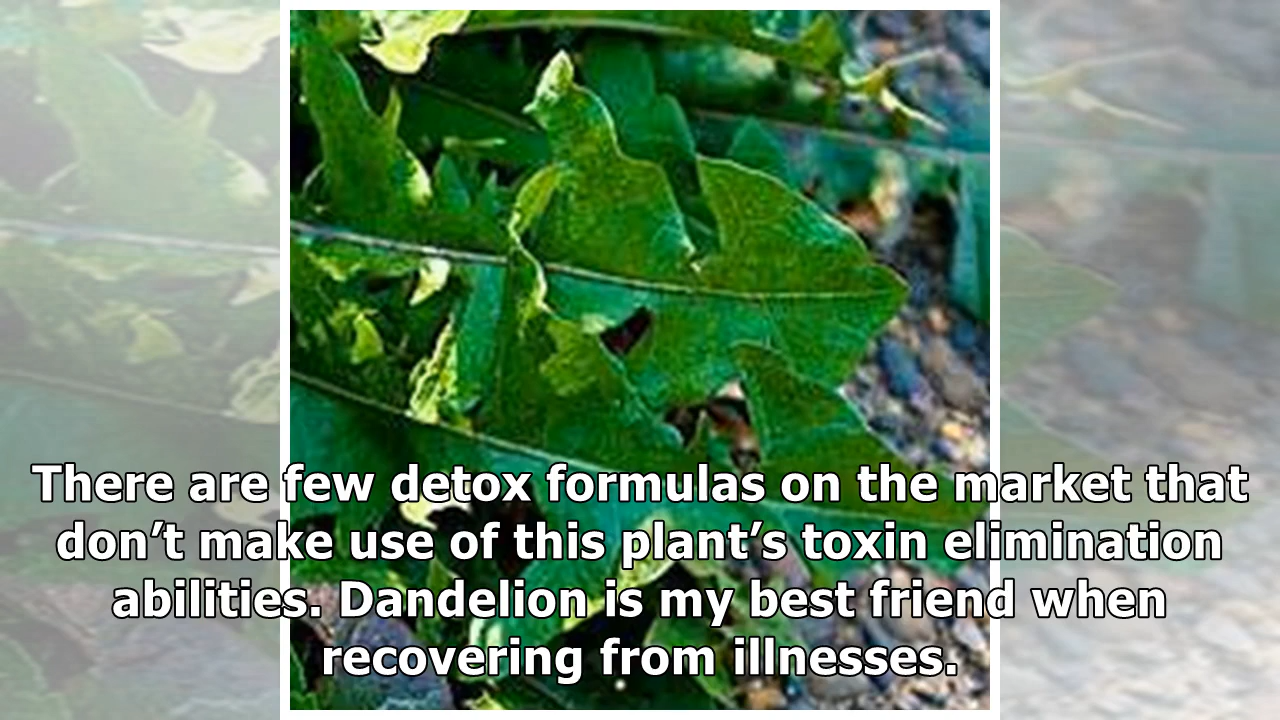 There are few detox formulas on the market that
don’t make use of this plant’s toxin elimination
abilities. Dandelion is my best friend when
recovering from illnesses.